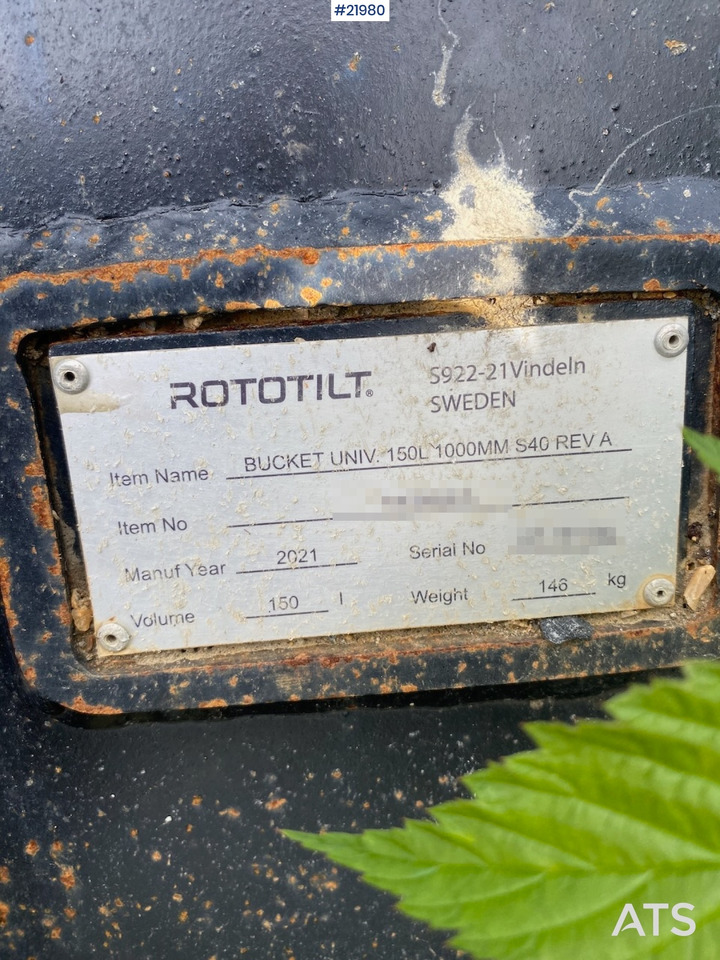 #21980
ROTOTILT®
S922-21Vindeln
SWEDEN
Item Name BUCKET UNIV. 150L 1000MM S40 REV A
Item No
Manuf Year 2021 Serial No
Volume 150 l Weight 146 kg
ATS